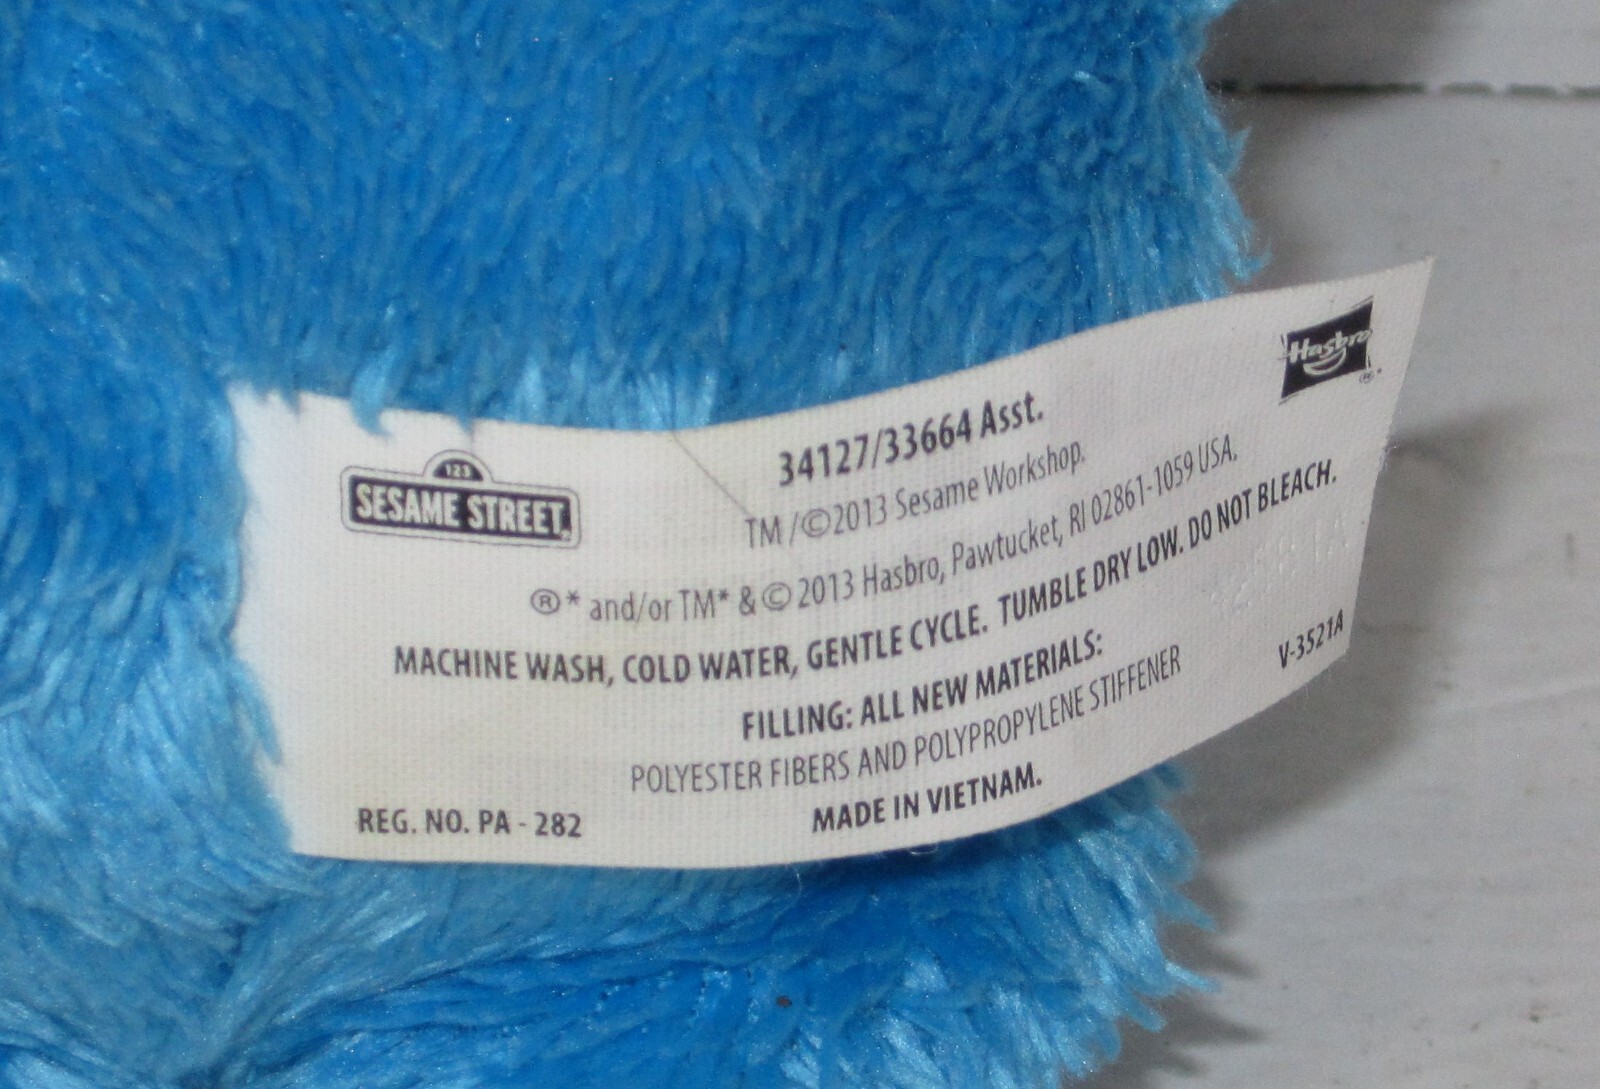 Hasbro
®
34127/33664 Asst.
123
SESAME STREET
TM/©2013 Sesame Workshop.
®* and/or TM* & © 2013 Hasbro, Pawtucket, RI 02861-1059 USA.
MACHINE WASH, COLD WATER, GENTLE CYCLE. TUMBLE DRY LOW. DO NOT BLEACH.
FILLING: ALL NEW MATERIALS:
POLYESTER FIBERS AND POLYPROPYLENE STIFFENER
V-3521A
REG. NO. PA - 282
MADE IN VIETNAM.